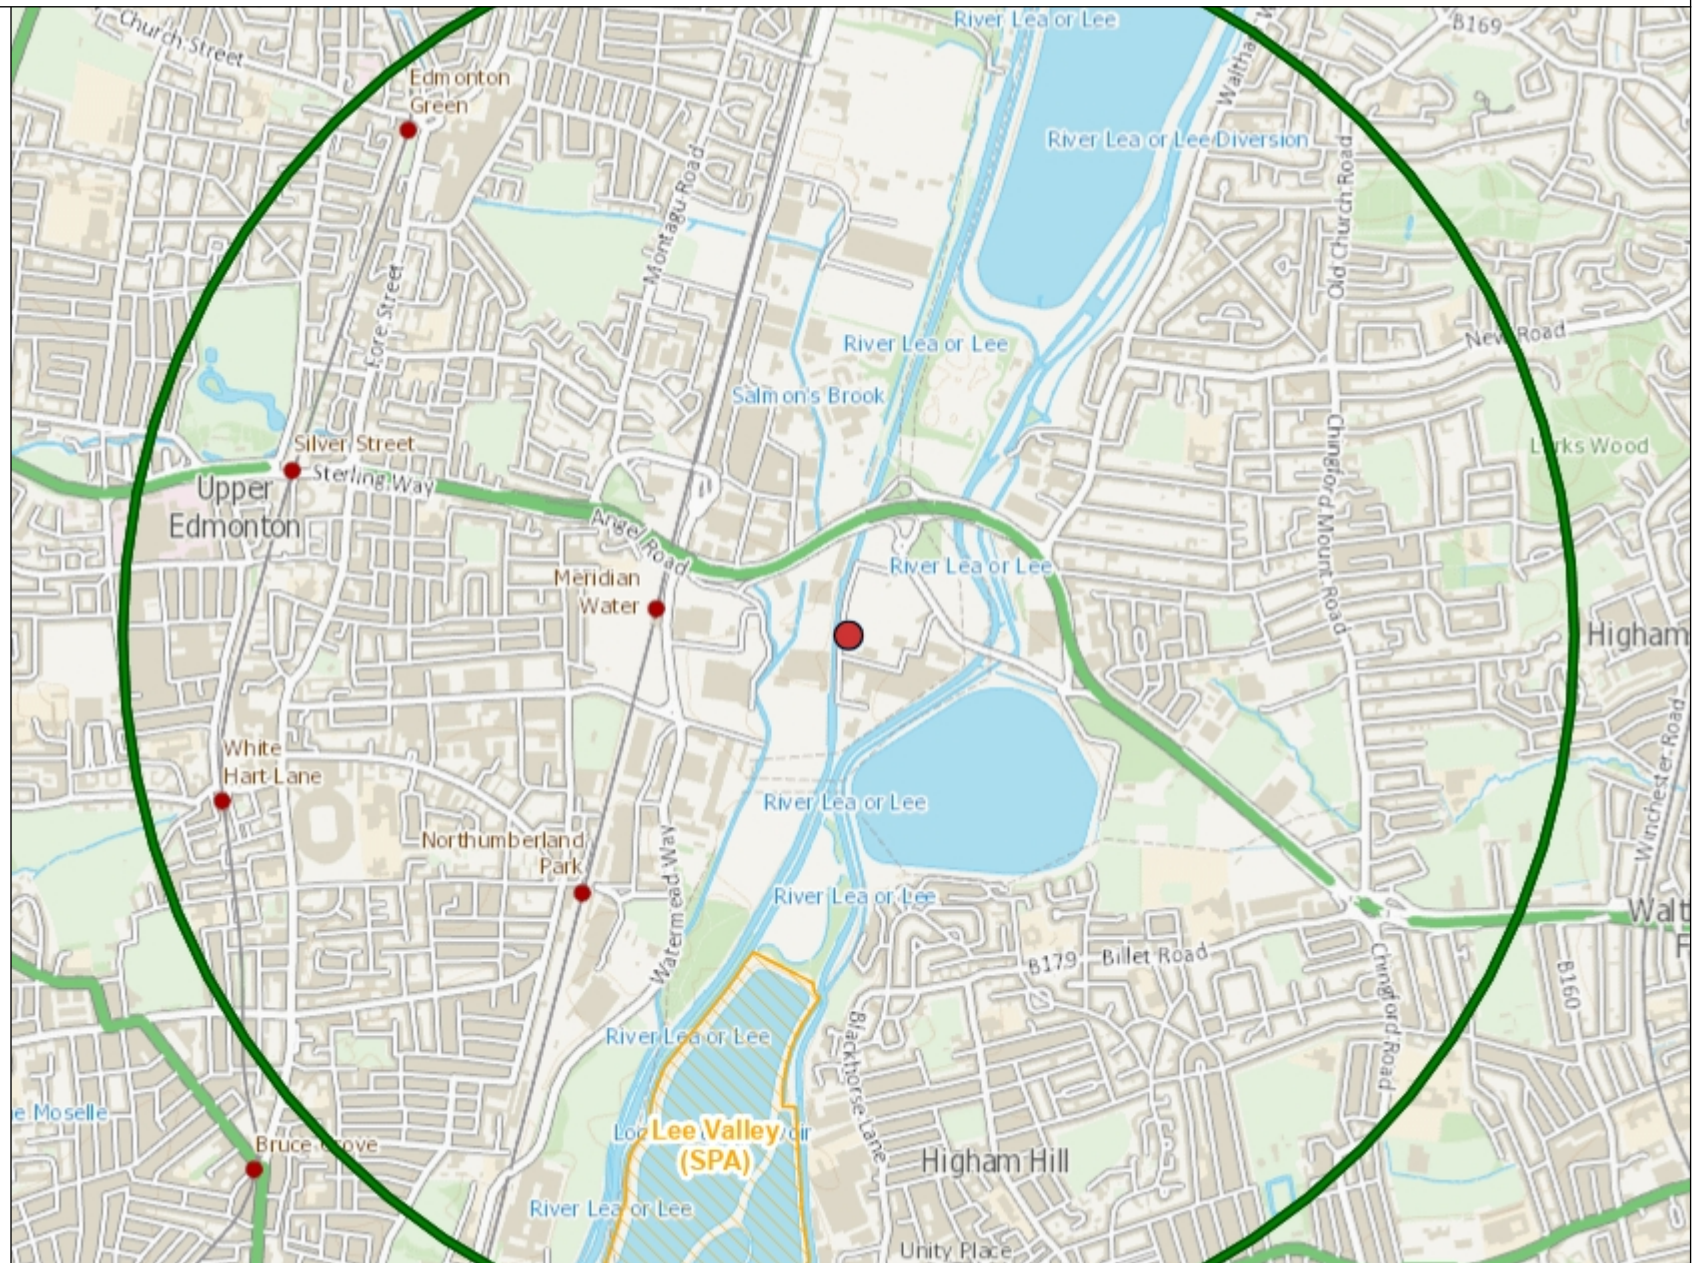 Church Street
Edmonton
Green
River Lea or Lee
B169
River Lea or Lee Diversion
Montagu Road
Old Church Road
Fore Street
River Lea or Lee
New Road
Salmon's Brook
Silver Street
Sterling Way
Upper
Edmonton
Larks Wood
Angel Road
Chingford Mount Road
River Lea or Lee
Meridian
Water
Higham
White
Hart Lane
River Lea or Lee
Winchester Road
Northumberland
Park
River Lea or Lee
Watermead Way
Walt
F
B179
Billet Road
B160
Chingford Road
River Lea or Lee
Blackhorse Lane
e Moselle
Lee Valley
(SPA)
Bruce Grove
Higham Hill
River Lea or Lee
Unity Place